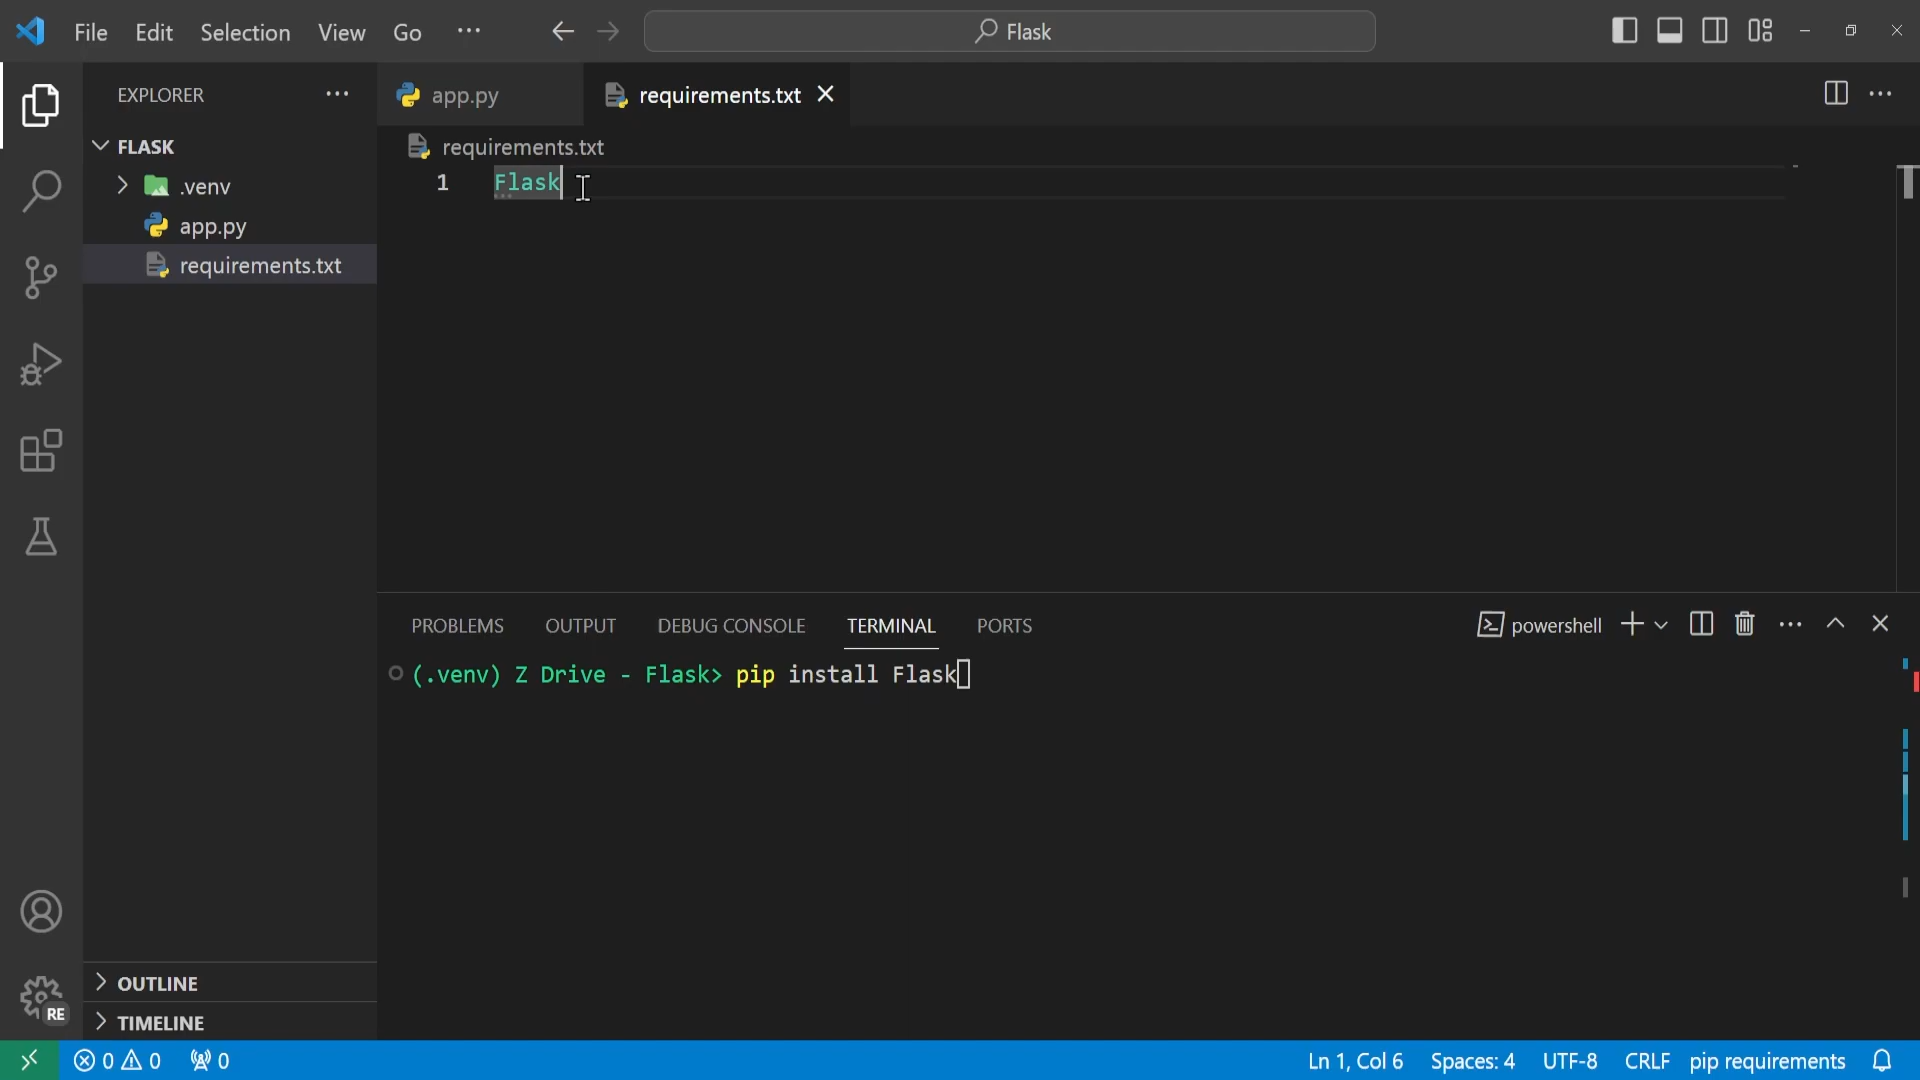 File Edit Selection View Go ··· Flask
EXPLORER ···
FLASK
.venv
app.py
requirements.txt
OUTLINE
TIMELINE
app.py requirements.txt
requirements.txt
1 Flask
PROBLEMS OUTPUT DEBUG CONSOLE TERMINAL PORTS powershell
(.venv) Z Drive - Flask> pip install Flask
RE
0 0 0 Ln 1, Col 6 Spaces: 4 UTF-8 CRLF pip requirements